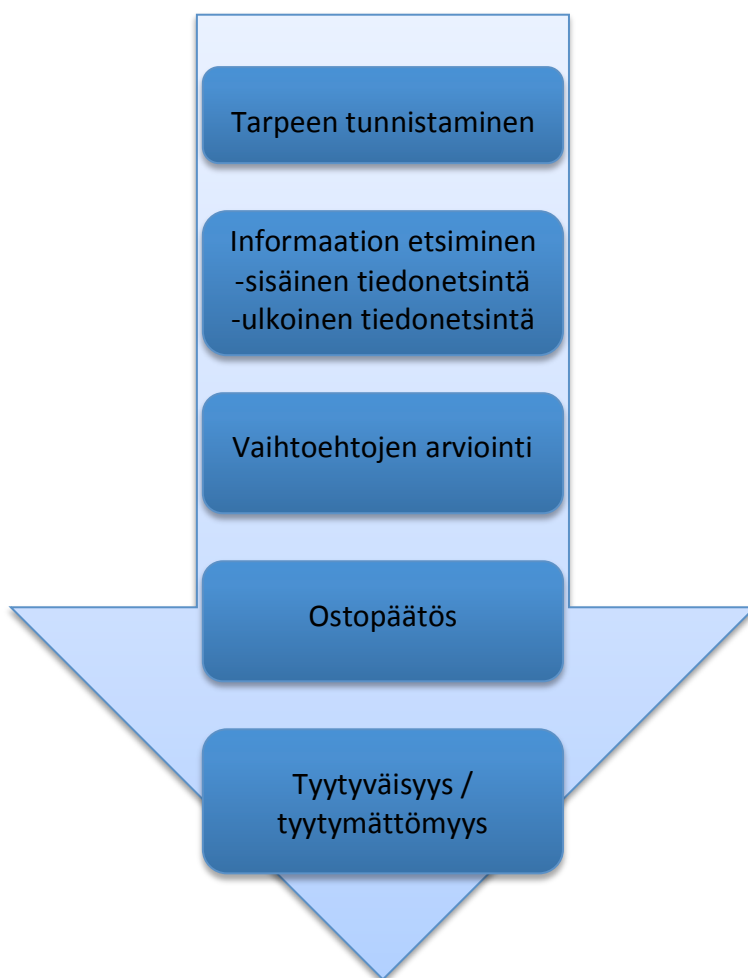 Tarpeen tunnistaminen
Informaation etsiminen
-sisäinen tiedonetsintä
-ulkoinen tiedonetsintä
Vaihtoehtojen arviointi
Ostopäätös
Tyytyväisyys /
tyytymättömyys